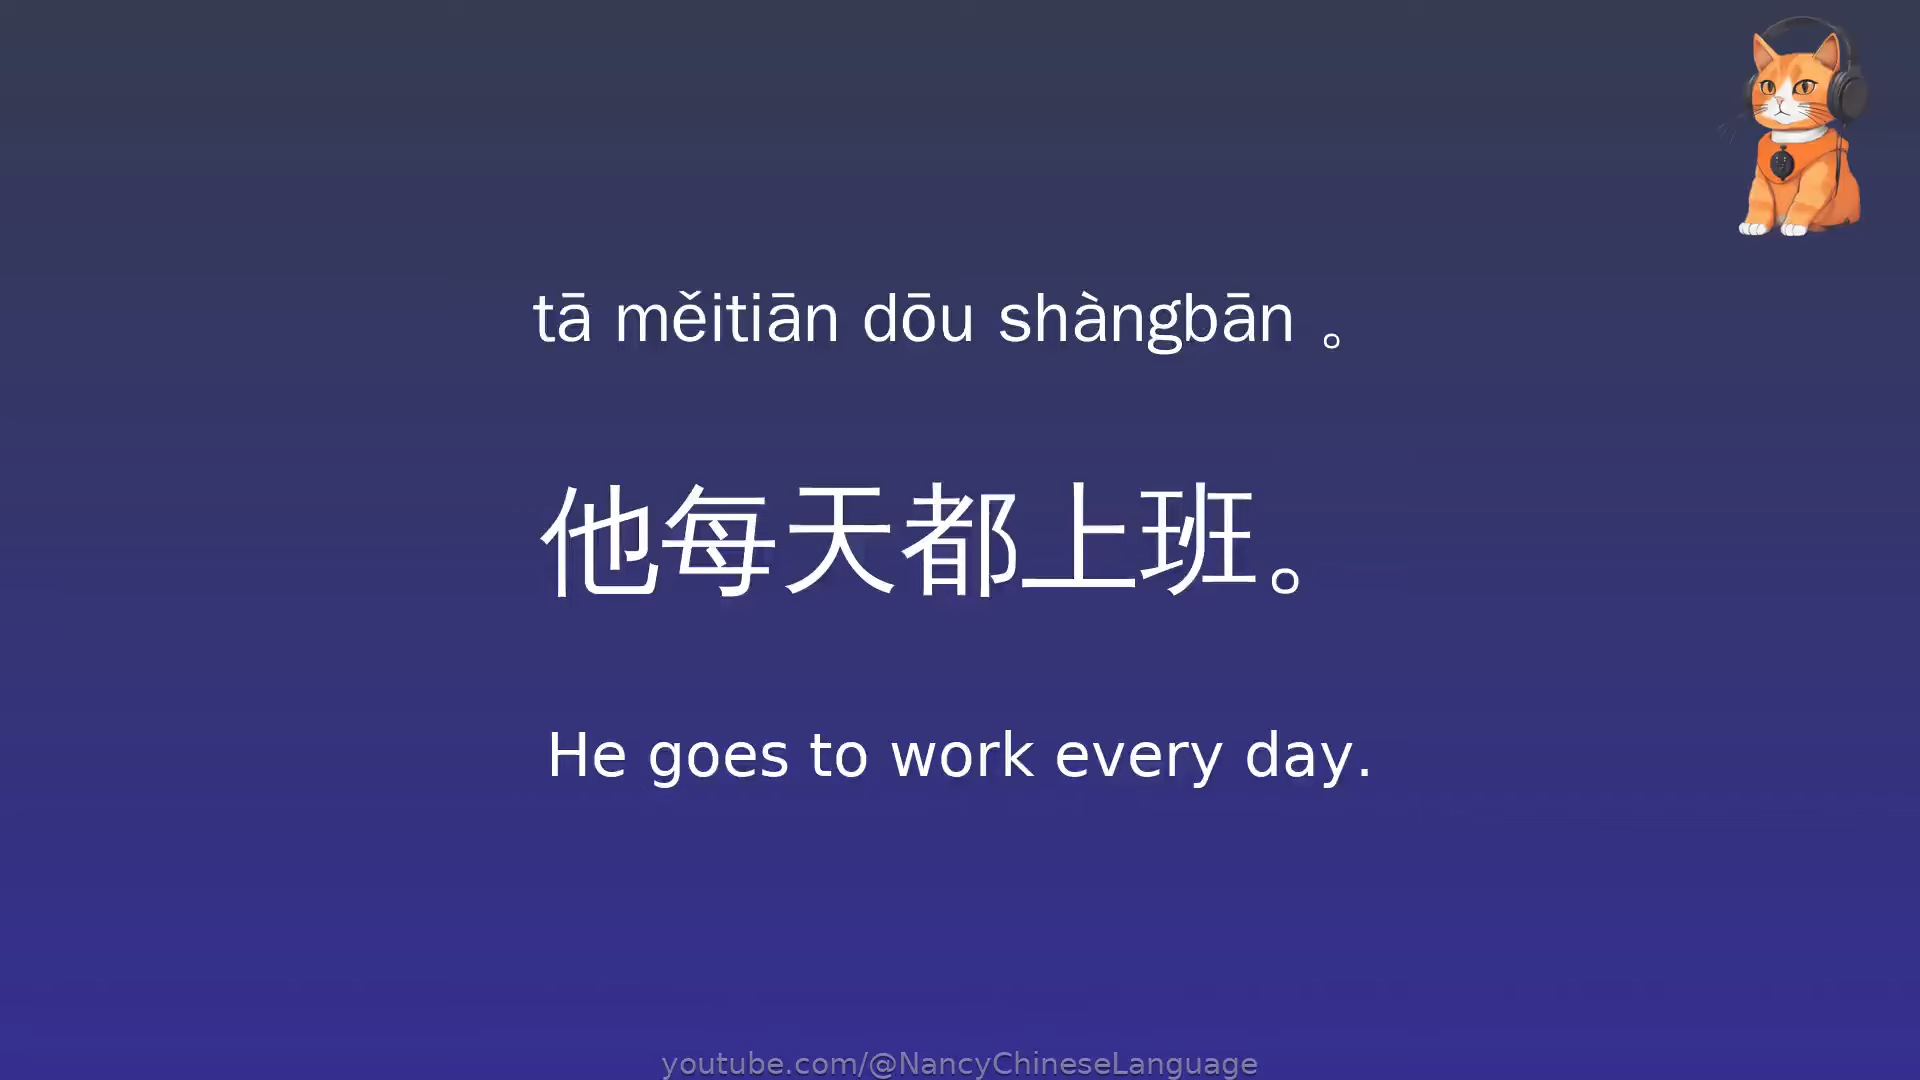 tā měitiān dōu shàngbān 。
他每天都上班。
He goes to work every day.
youtube.com/@NancyChineseLanguage